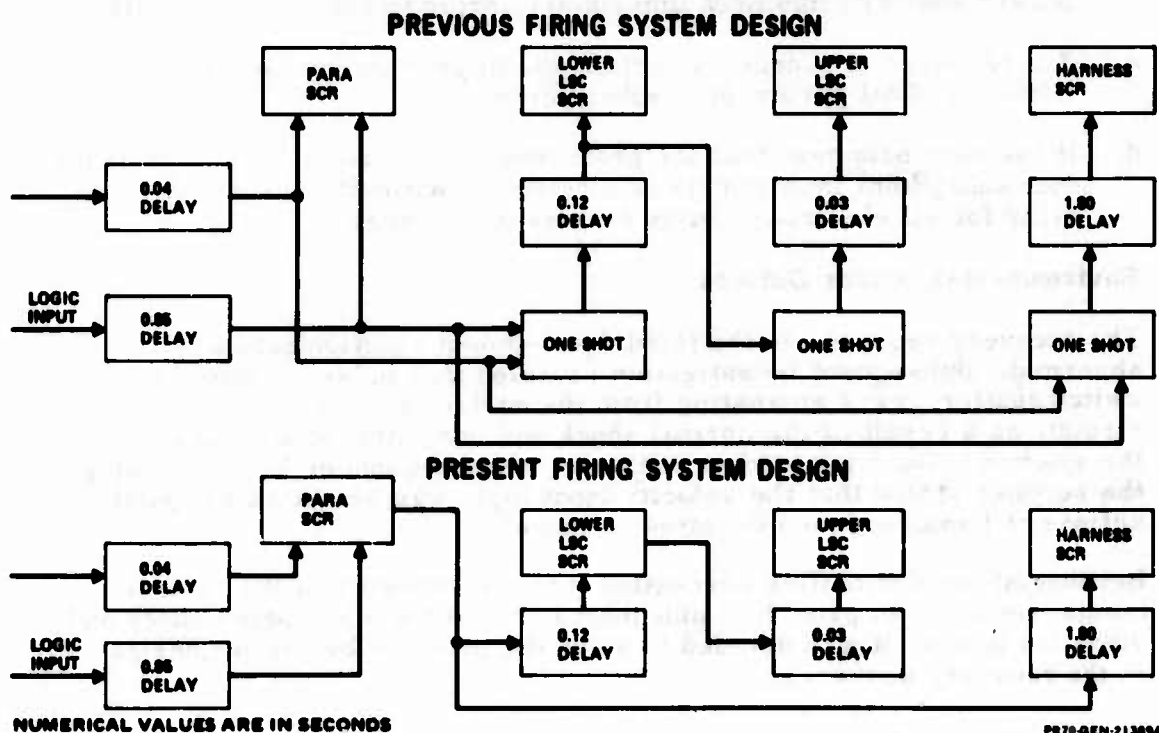 PREVIOUS FIRING SYSTEM DESIGN
PARA
SCR
LOWER
LSC
SCR
UPPER
LSC
SCR
HARNESS
SCR
0.04
DELAY
0.12
DELAY
0.03
DELAY
1.80
DELAY
LOGIC
INPUT
0.85
DELAY
ONE SHOT
ONE SHOT
ONE SHOT
PRESENT FIRING SYSTEM DESIGN
PARA
SCR
LOWER
LSC
SCR
UPPER
LSC
SCR
HARNESS
SCR
0.04
DELAY
0.12
DELAY
0.03
DELAY
1.80
DELAY
LOGIC
INPUT
0.85
DELAY
NUMERICAL VALUES ARE IN SECONDS